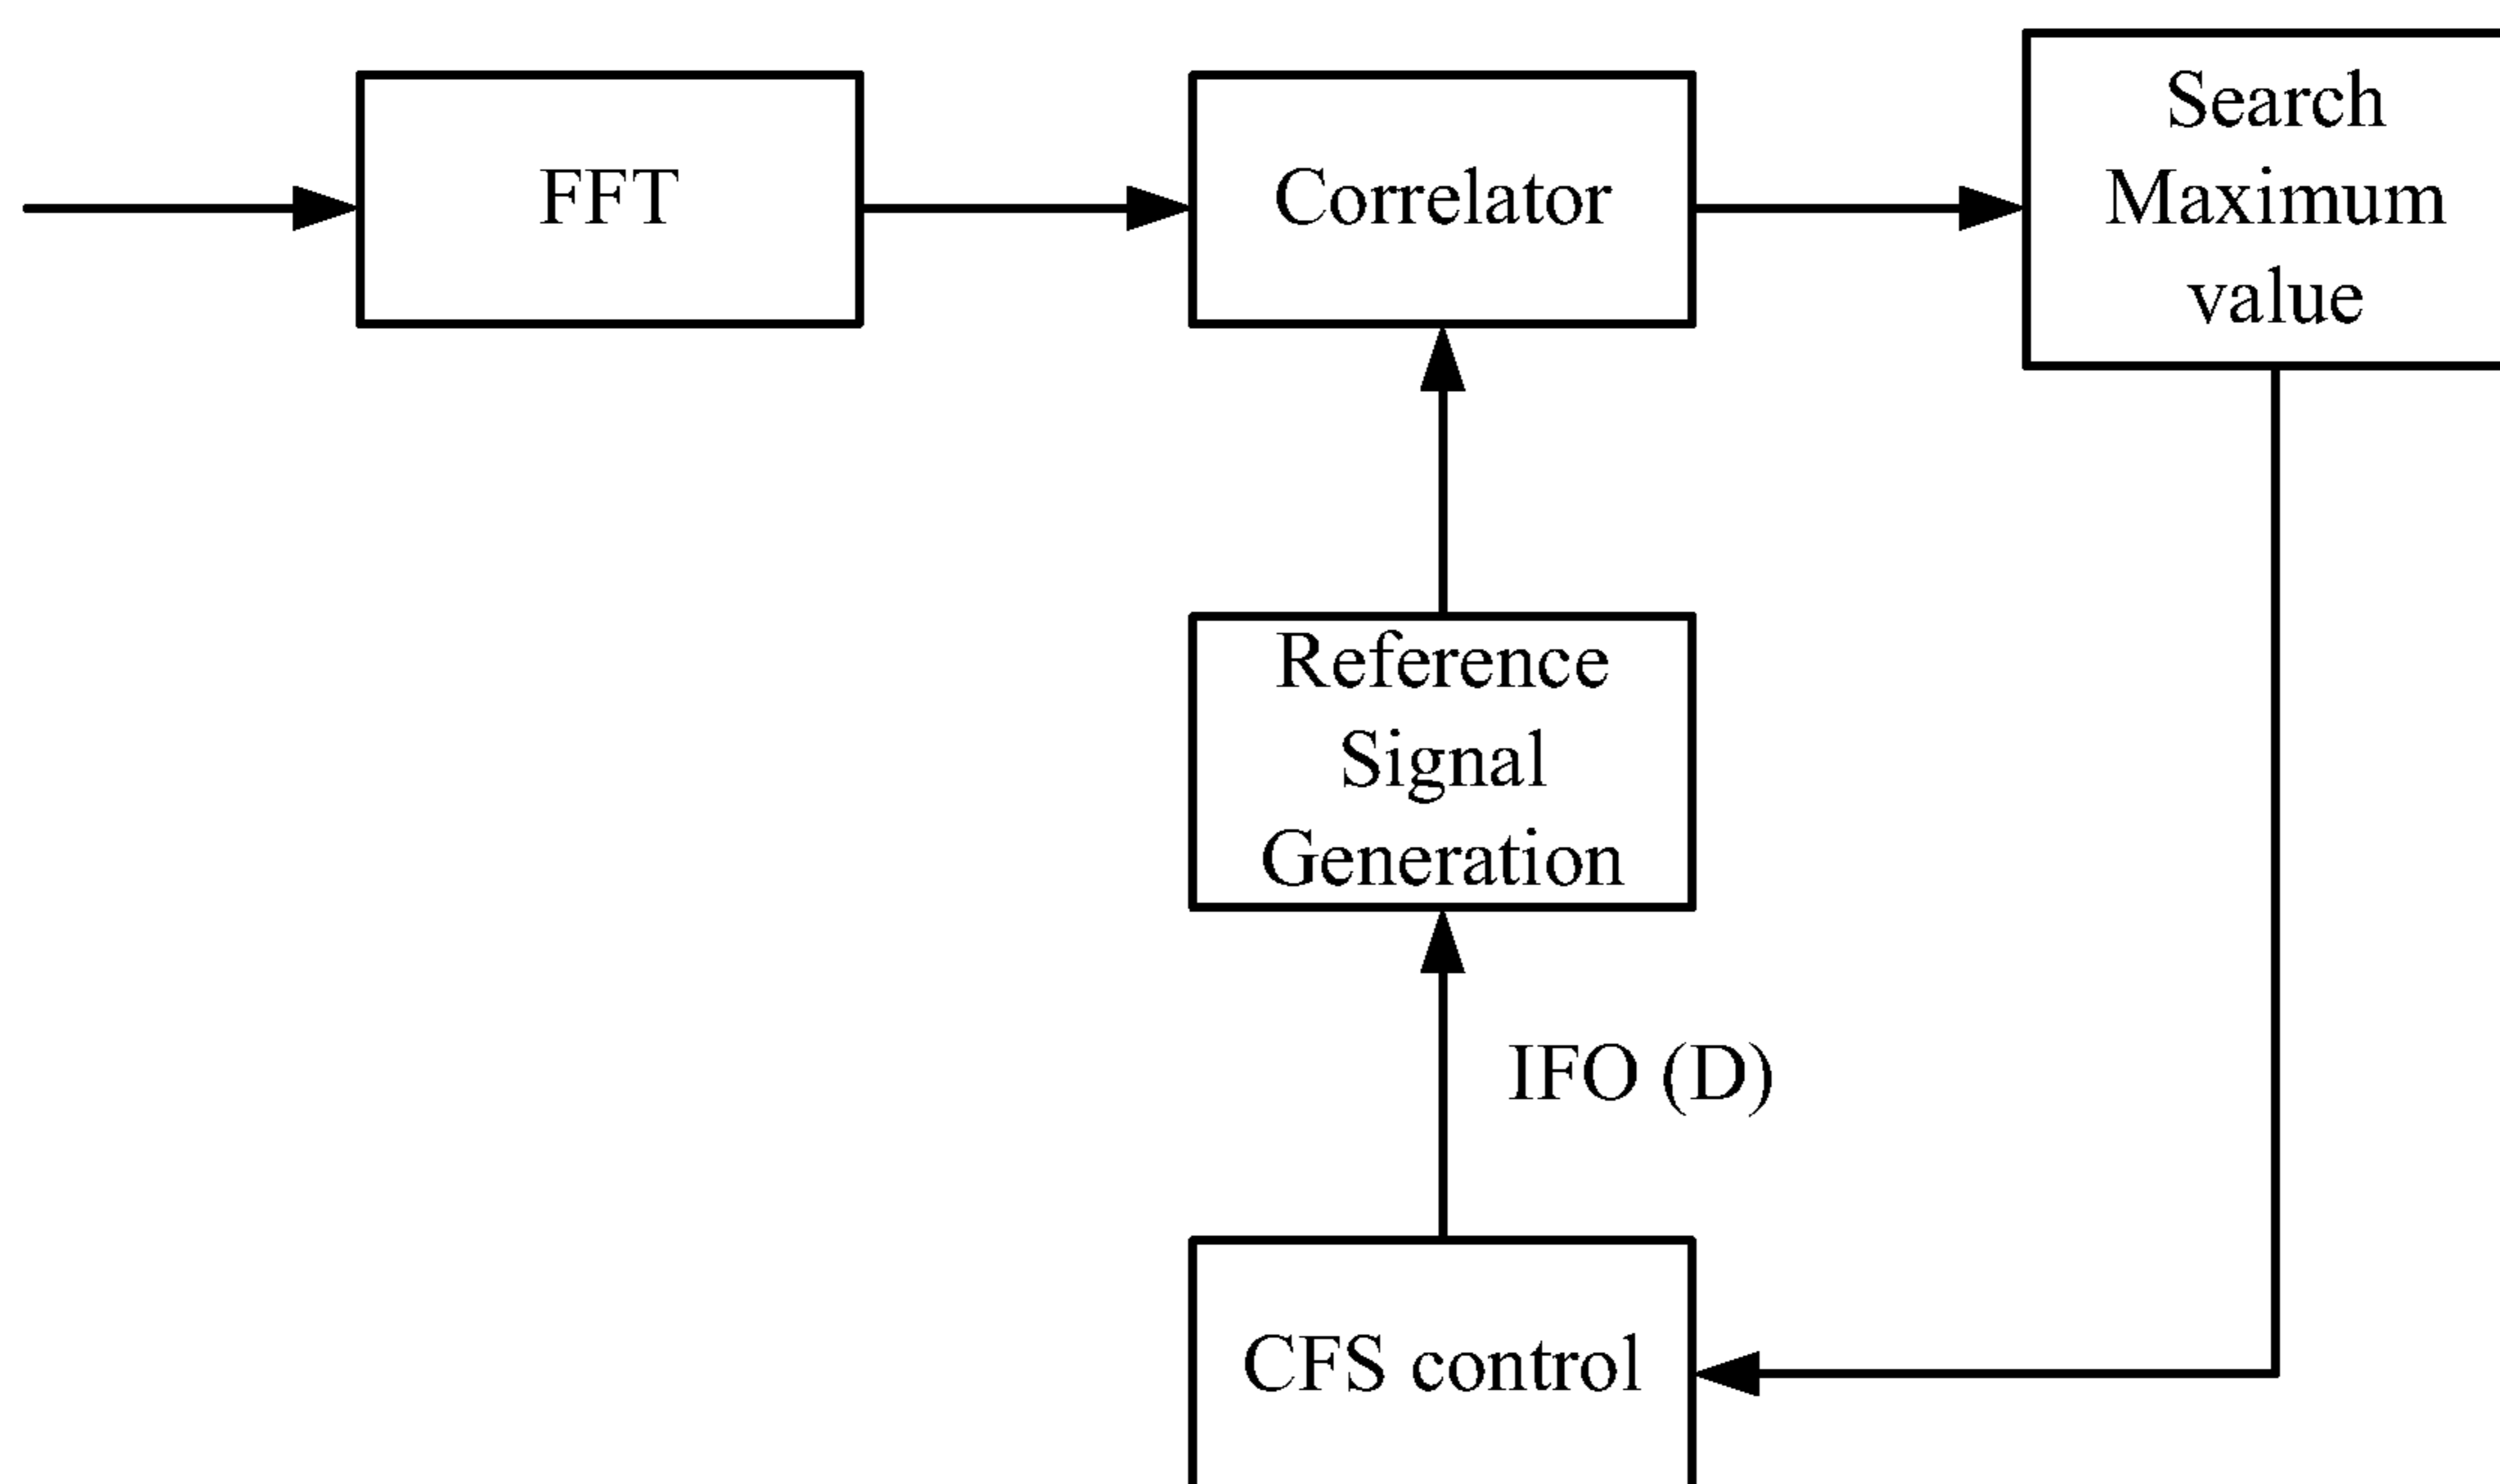 FFT
Correlator
Search
Maximum
value
Reference
Signal
Generation
IFO (D)
CFS control